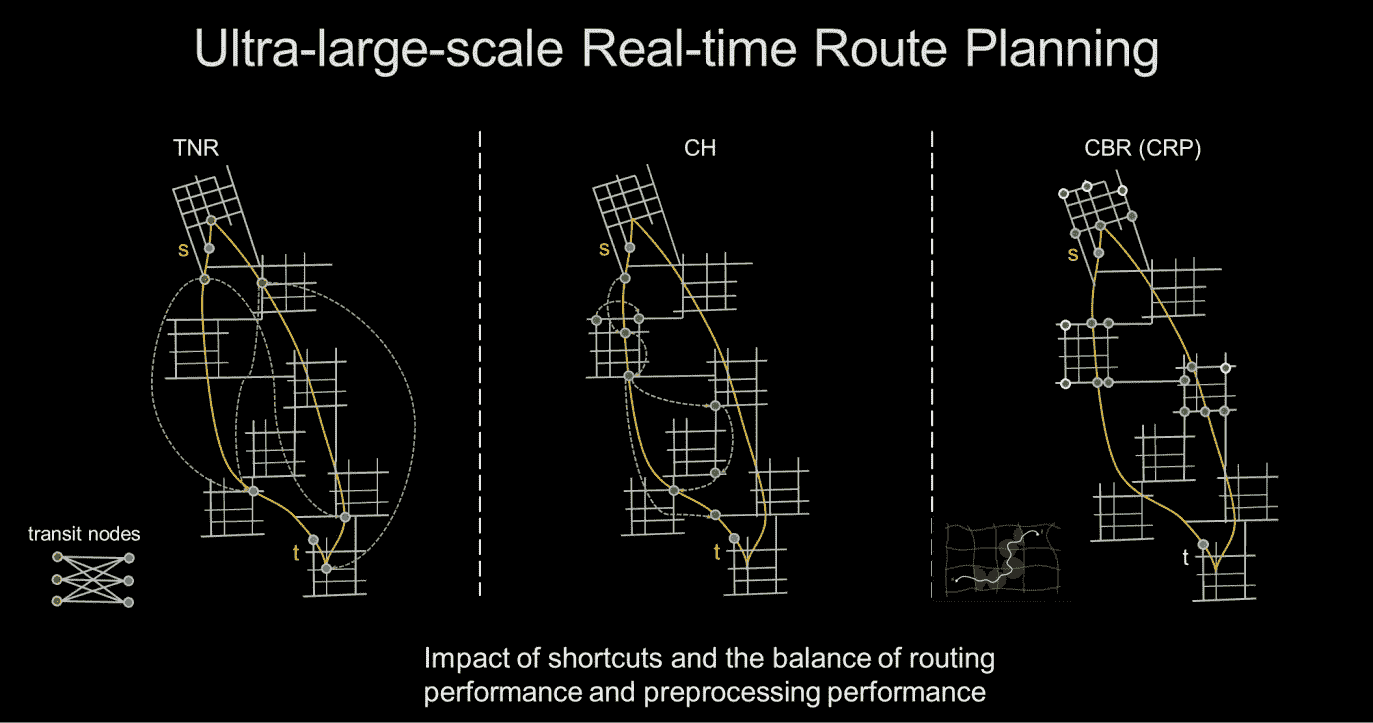 Ultra-large-scale Real-time Route Planning
TNR
CH
CBR (CRP)
s
s
s
t
t
t
transit nodes
Impact of shortcuts and the balance of routing
performance and preprocessing performance